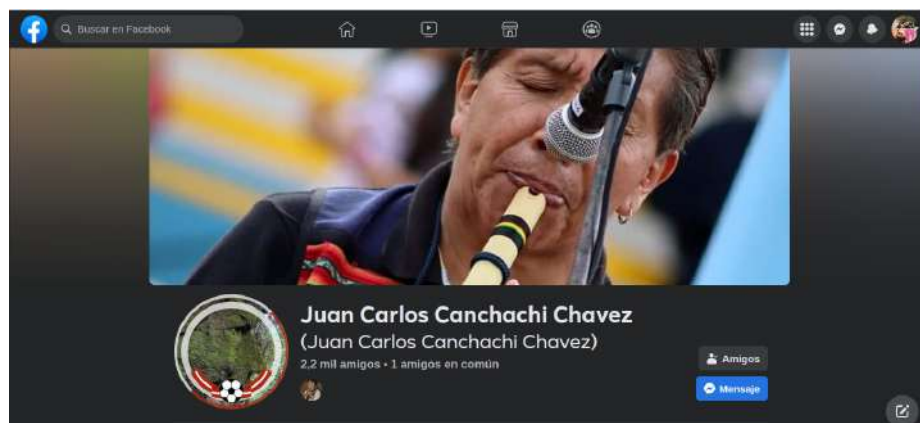 Buscar en Facebook
Juan Carlos Canchachi Chavez
(Juan Carlos Canchachi Chavez)
2,2 mil amigos • 1 amigos en común
Amigos
Mensaje